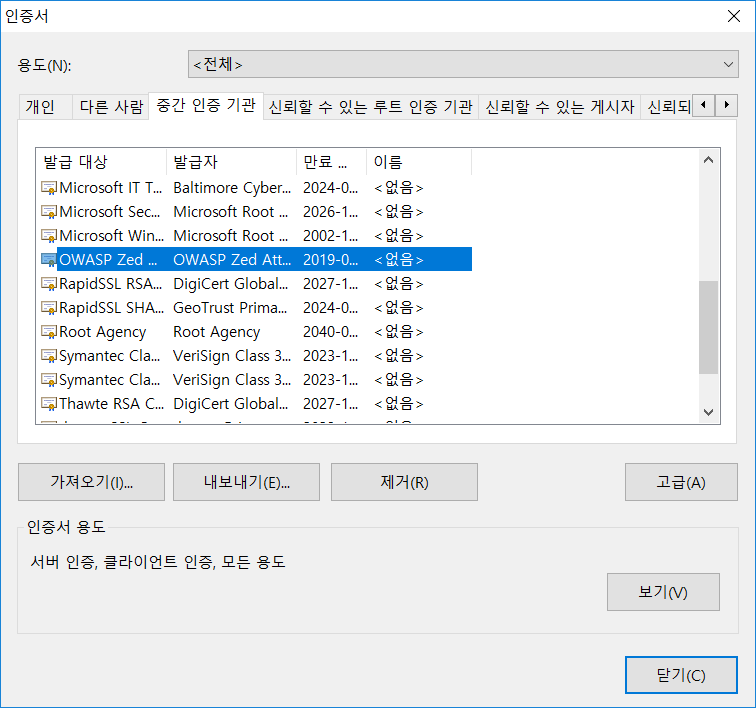 인증서
용도(N):
<전체>
개인 다른 사람 중간 인증 기관 신뢰할 수 있는 루트 인증 기관 신뢰할 수 있는 게시자 신뢰되
발급 대상 발급자 만료 ... 이름
Microsoft IT T... Baltimore Cyber... 2024-0... <없음>
Microsoft Sec... Microsoft Root ... 2026-1... <없음>
Microsoft Win... Microsoft Root ... 2002-1... <없음>
OWASP Zed ... OWASP Zed Att... 2019-0... <없음>
RapidSSL RSA... DigiCert Global... 2027-1... <없음>
RapidSSL SHA... GeoTrust Prima... 2024-0... <없음>
Root Agency Root Agency 2040-0... <없음>
Symantec Cla... VeriSign Class 3... 2023-1... <없음>
Symantec Cla... VeriSign Class 3... 2023-1... <없음>
Thawte RSA C... DigiCert Global... 2027-1... <없음>
가져오기(I)... 내보내기(E)... 제거(R) 고급(A)
인증서 용도
서버 인증, 클라이언트 인증, 모든 용도
보기(V)
닫기(C)